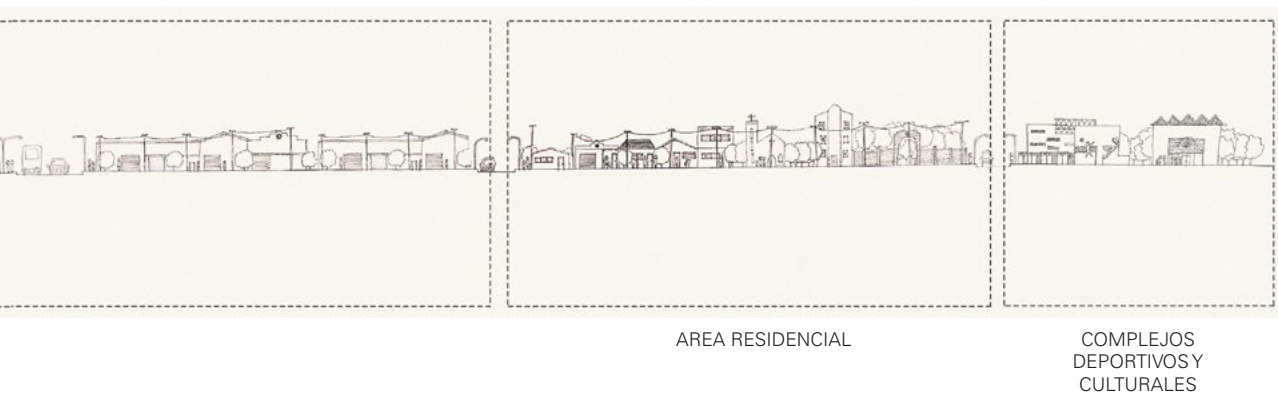 AREA RESIDENCIAL
COMPLEJOS
DEPORTIVOS Y
CULTURALES